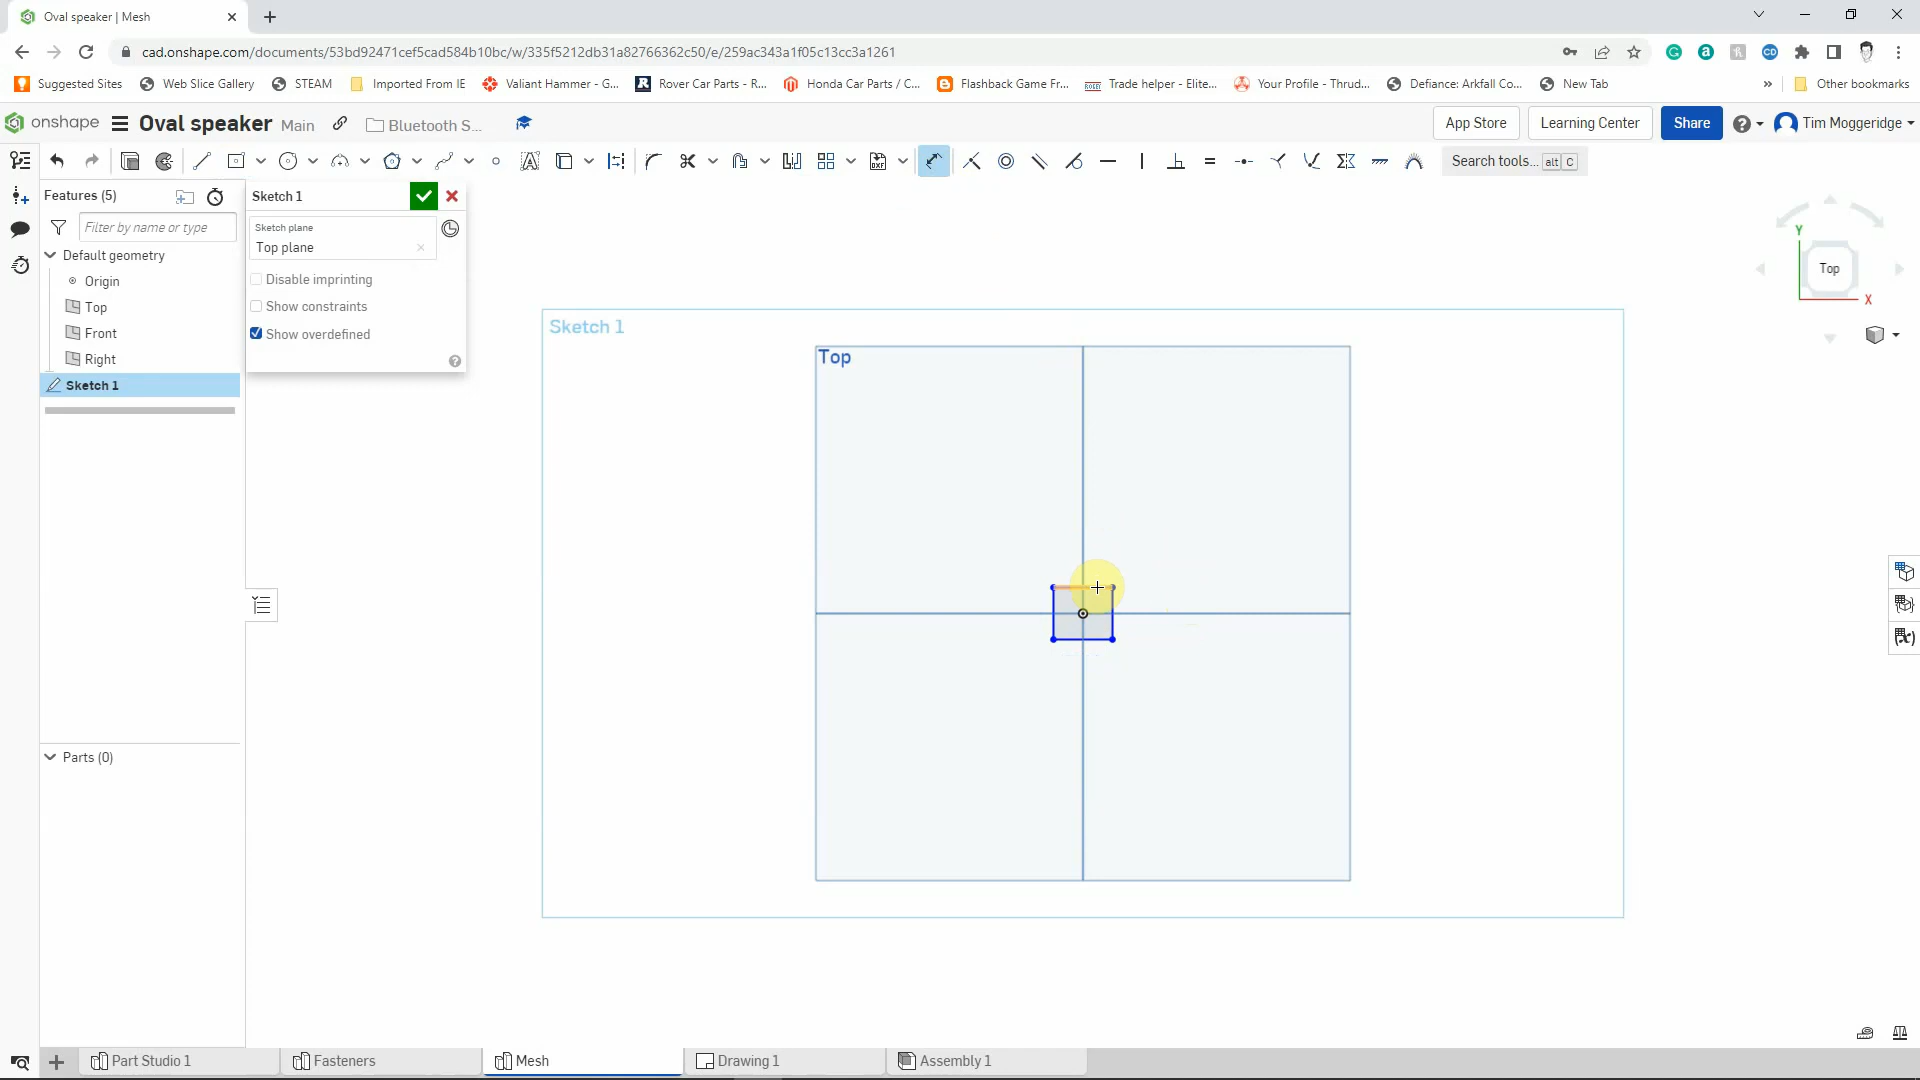 Oval speaker | Mesh
cad.onshape.com/documents/53bd92471cef5cad584b10bc/w/335f5212db31a82766362c50/e/259ac343a1f05c13cc3a1261
Suggested Sites Web Slice Gallery STEAM Imported From IE Valiant Hammer - G... Rover Car Parts - R... Honda Car Parts / C... Flashback Game Fr... Trade helper - Elite... Your Profile - Thrud... Defiance: Arkfall Co... New Tab » Other bookmarks
onshape Oval speaker Main Bluetooth S... App Store Learning Center Share Tim Moggeridge
Search tools... alt C
Features (5)
Filter by name or type
Default geometry
Origin
Top
Front
Right
Sketch 1
Parts (0)
Sketch 1
Sketch plane
Top plane
Disable imprinting
Show constraints
Show overdefined
Sketch 1
Top
Y
Top
X
Part Studio 1 Fasteners Mesh Drawing 1 Assembly 1